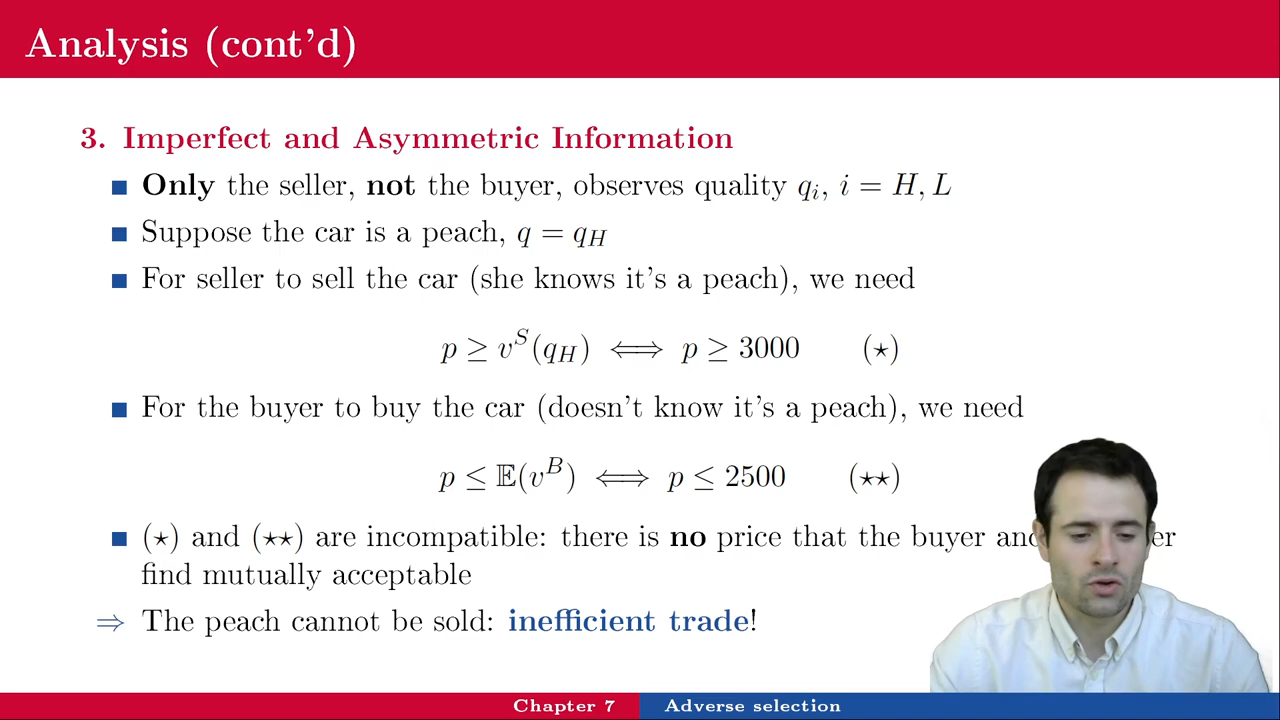 Analysis (cont'd)
3. Imperfect and Asymmetric Information
■ Only the seller, not the buyer, observes quality qᵢ, i = H, L
■ Suppose the car is a peach, q = q_H
■ For seller to sell the car (she knows it's a peach), we need
p ≥ v^S(q_H) ⟺ p ≥ 3000 (⋆)
■ For the buyer to buy the car (doesn't know it's a peach), we need
p ≤ 𝔼(v^B) ⟺ p ≤ 2500 (⋆⋆)
■ (⋆) and (⋆⋆) are incompatible: there is no price that the buyer
find mutually acceptable
⇒ The peach cannot be sold: inefficient trade!
Chapter 7 Adverse selection